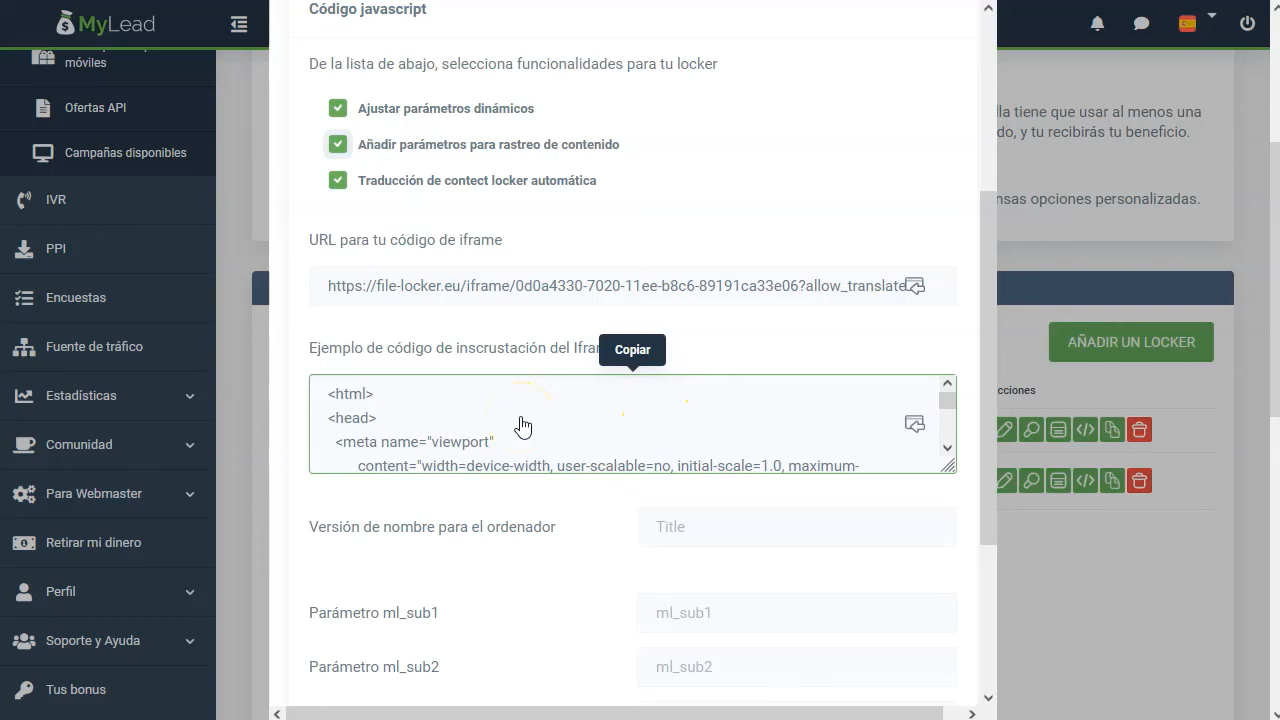 MyLead
móviles
Ofertas API
Campañas disponibles
IVR
PPI
Encuestas
Fuente de tráfico
Estadísticas
Comunidad
Para Webmaster
Retirar mi dinero
Perfil
Soporte y Ayuda
Tus bonus
Código javascript
De la lista de abajo, selecciona funcionalidades para tu locker
Ajustar parámetros dinámicos
Añadir parámetros para rastreo de contenido
Traducción de contect locker automática
URL para tu código de iframe
https://file-locker.eu/iframe/0d0a4330-7020-11ee-b8c6-89191ca33e06?allow_translate
Ejemplo de código de inscrustación del Ifra
Copiar
<html>
<head>
<meta name="viewport"
content="width=device-width, user-scalable=no, initial-scale=1.0, maximum-
Versión de nombre para el ordenador
Title
Parámetro ml_sub1
ml_sub1
Parámetro ml_sub2
ml_sub2
lla tiene que usar al menos una
do, y tu recibirás tu beneficio.
nsas opciones personalizadas.
AÑADIR UN LOCKER
cciones